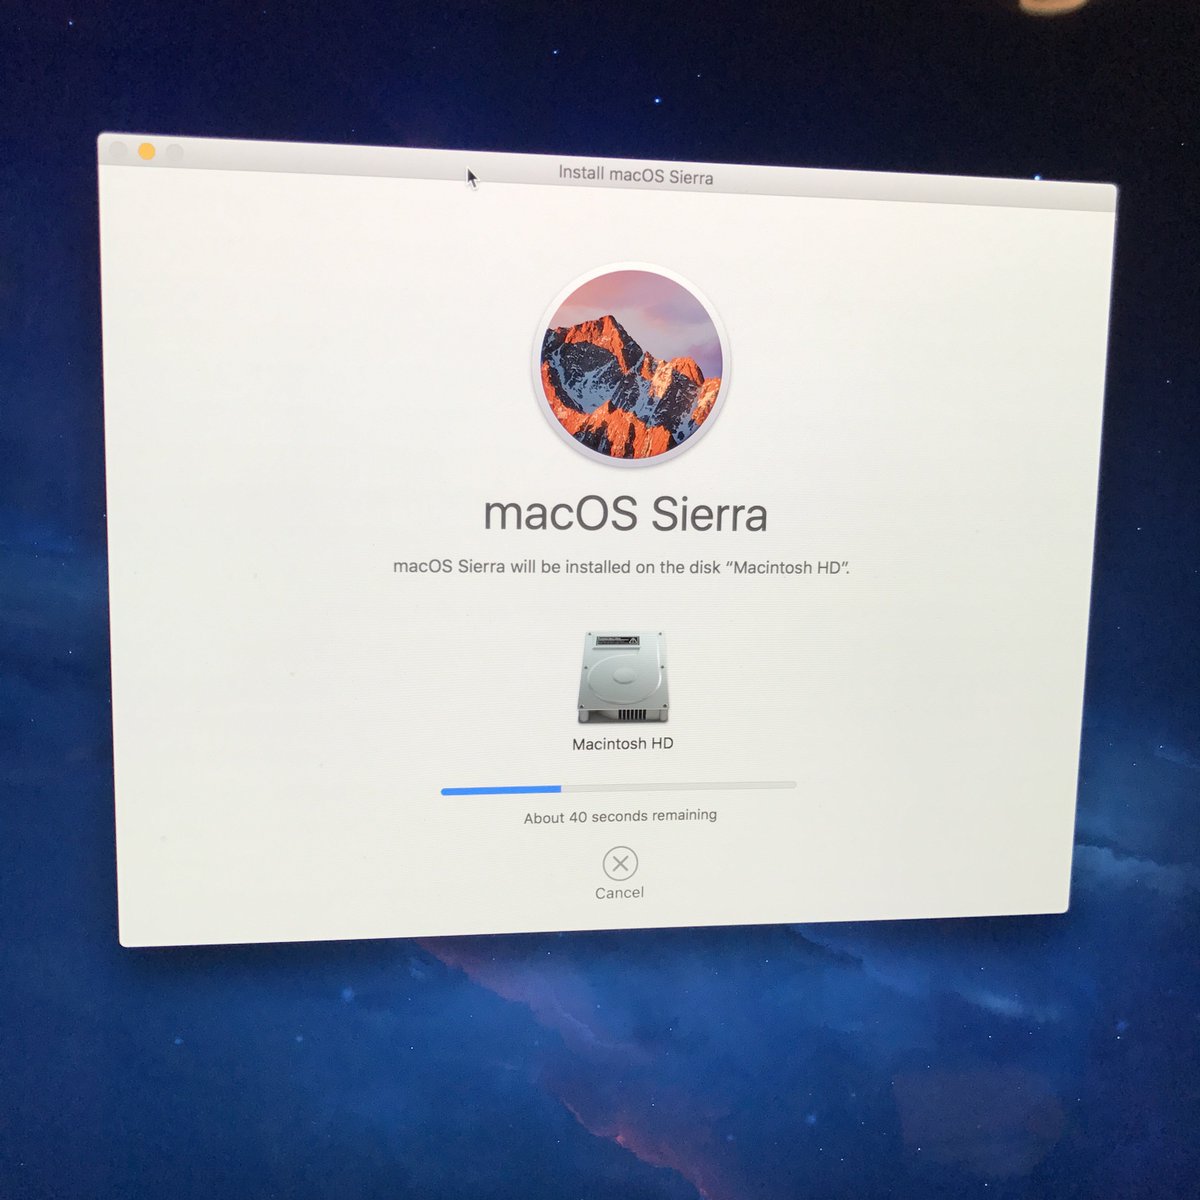 Install macOS Sierra
macOS Sierra
macOS Sierra will be installed on the disk “Macintosh HD”.
Macintosh HD
About 40 seconds remaining
Cancel